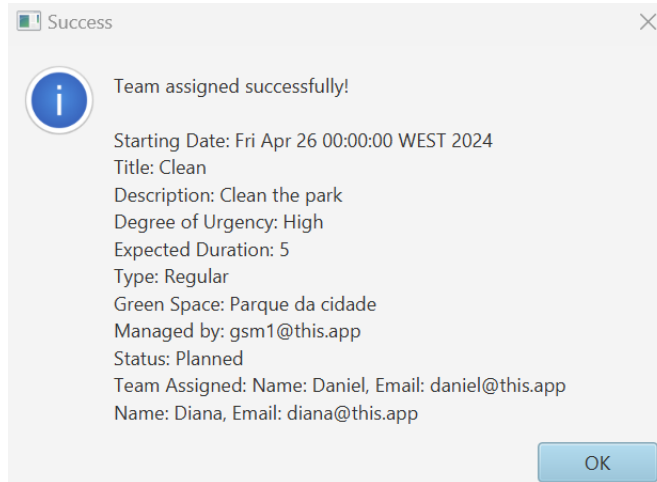 Success
Team assigned successfully!
Starting Date: Fri Apr 26 00:00:00 WEST 2024
Title: Clean
Description: Clean the park
Degree of Urgency: High
Expected Duration: 5
Type: Regular
Green Space: Parque da cidade
Managed by: gsm1@this.app
Status: Planned
Team Assigned: Name: Daniel, Email: daniel@this.app
Name: Diana, Email: diana@this.app
OK